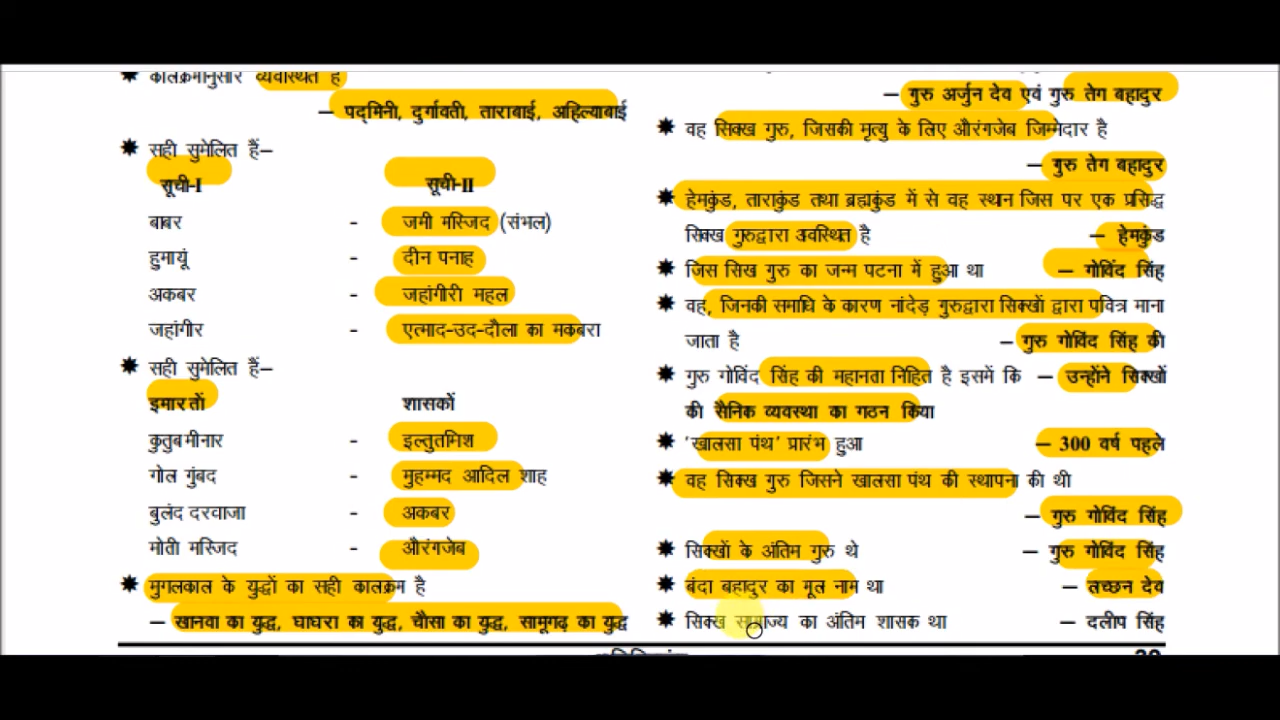 ✷ कालक्रमानुसार व्यवस्थित है
– पद्मिनी, दुर्गावती, ताराबाई, अहिल्याबाई
✷ सही सुमेलित हैं–
सूची-I सूची-II
बाबर - जमी मस्जिद (संभल)
हुमायूं - दीन पनाह
अकबर - जहांगीरी महल
जहांगीर - एत्माद-उद-दौला का मकबरा
✷ सही सुमेलित हैं–
इमारतों शासकों
कुतुबमीनार - इल्तुतमिश
गोल गुंबद - मुहम्मद आदिल शाह
बुलंद दरवाजा - अकबर
मोती मस्जिद - औरंगजेब
✷ मुगलकाल के युद्धों का सही कालक्रम है
– खानवा का युद्ध, घाघरा का युद्ध, चौसा का युद्ध, सामूगढ़ का युद्ध
– गुरु अर्जुन देव एवं गुरु तेग बहादुर
✷ वह सिक्ख गुरु, जिसकी मृत्यु के लिए औरंगजेब जिम्मेदार है
– गुरु तेग बहादुर
✷ हेमकुंड, ताराकुंड तथा ब्रह्मकुंड में से वह स्थान जिस पर एक प्रसिद्ध
सिक्ख गुरुद्वारा अवस्थित है – हेमकुंड
✷ जिस सिख गुरु का जन्म पटना में हुआ था – गोविंद सिंह
✷ वह, जिनकी समाधि के कारण नांदेड़ गुरुद्वारा सिक्खों द्वारा पवित्र माना
जाता है – गुरु गोविंद सिंह की
✷ गुरु गोविंद सिंह की महानता निहित है इसमें कि – उन्होंने सिक्खों
की सैनिक व्यवस्था का गठन किया
✷ 'खालसा पंथ' प्रारंभ हुआ – 300 वर्ष पहले
✷ वह सिक्ख गुरु जिसने खालसा पंथ की स्थापना की थी
– गुरु गोविंद सिंह
✷ सिक्खों के अंतिम गुरु थे – गुरु गोविंद सिंह
✷ बंदा बहादुर का मूल नाम था – लच्छन देव
✷ सिक्ख साम्राज्य का अंतिम शासक था – दलीप सिंह